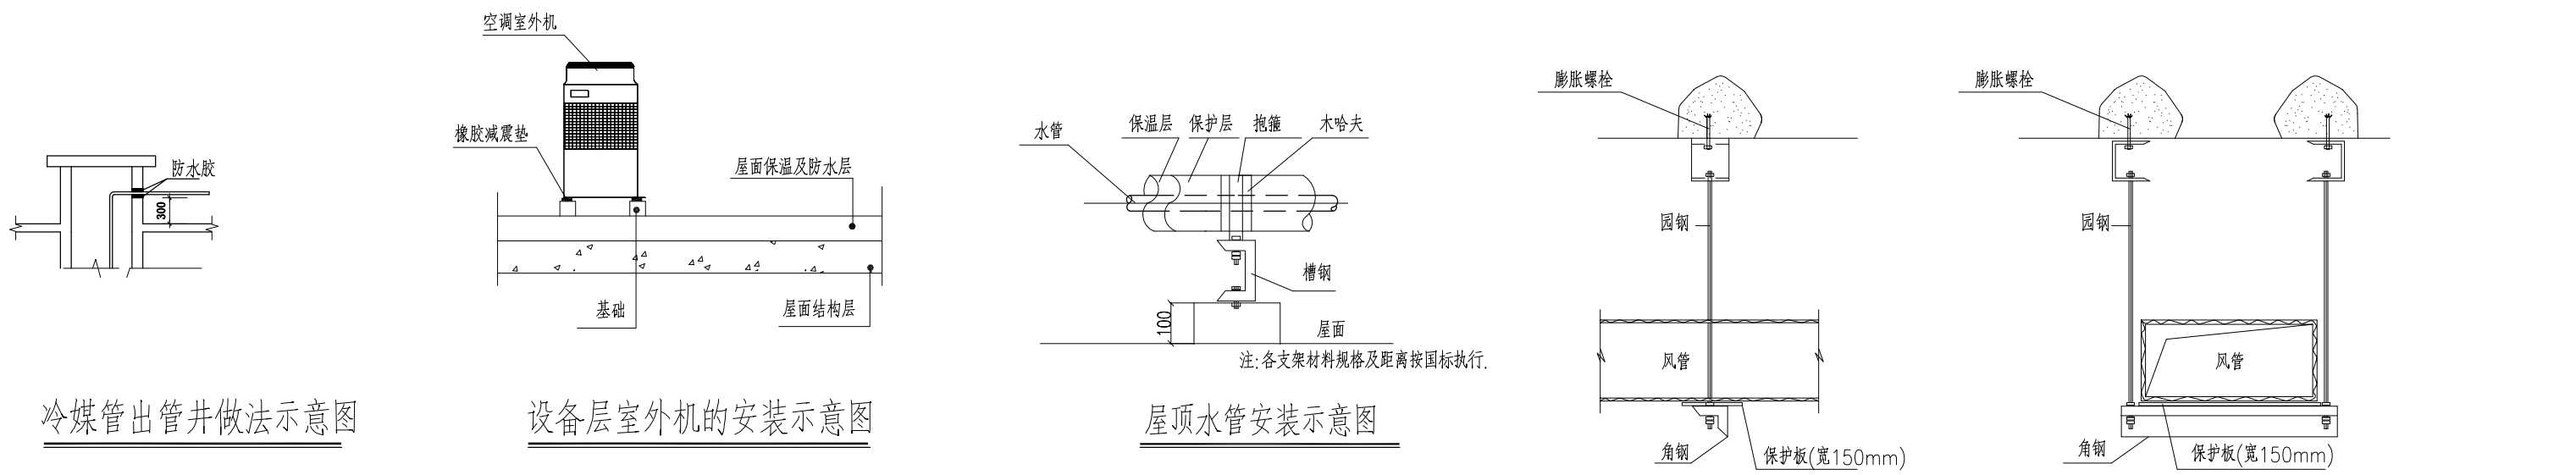 防水胶
300
冷媒管出管井做法示意图
空调室外机
橡胶减震垫
屋面保温及防水层
基础
屋面结构层
设备层室外机的安装示意图
水管
保温层
保护层
抱箍
木哈夫
槽钢
100
屋面
注:各支架材料规格及距离按国标执行.
屋顶水管安装示意图
膨胀螺栓
园钢
风管
角钢
保护板(宽150mm)
膨胀螺栓
园钢
风管
角钢
保护板(宽150mm)